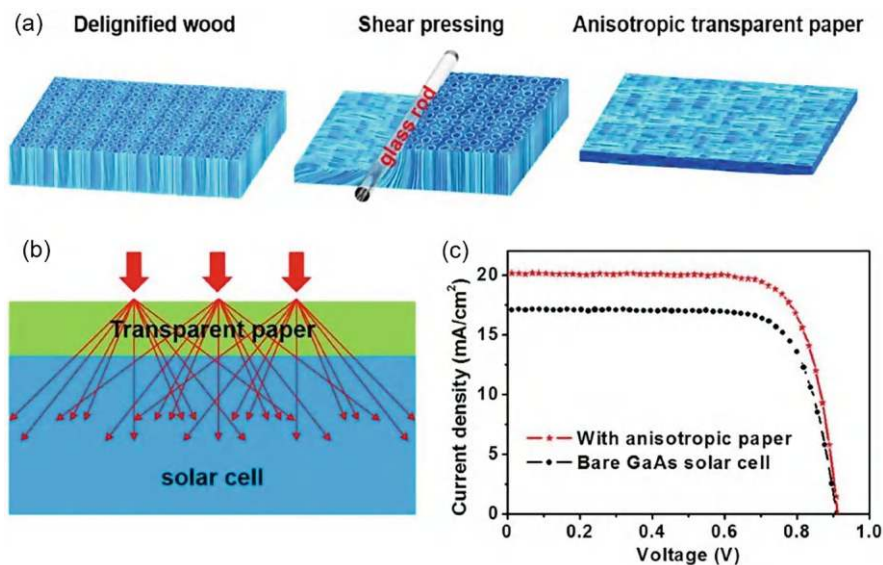 (a) Delignified wood Shear pressing Anisotropic transparent paper
glass rod
(b)
Transparent paper
solar cell
(c)
Current density (mA/cm²)
20
15
10
5
0
With anisotropic paper
Bare GaAs solar cell
0 0.2 0.4 0.6 0.8 1.0
Voltage (V)